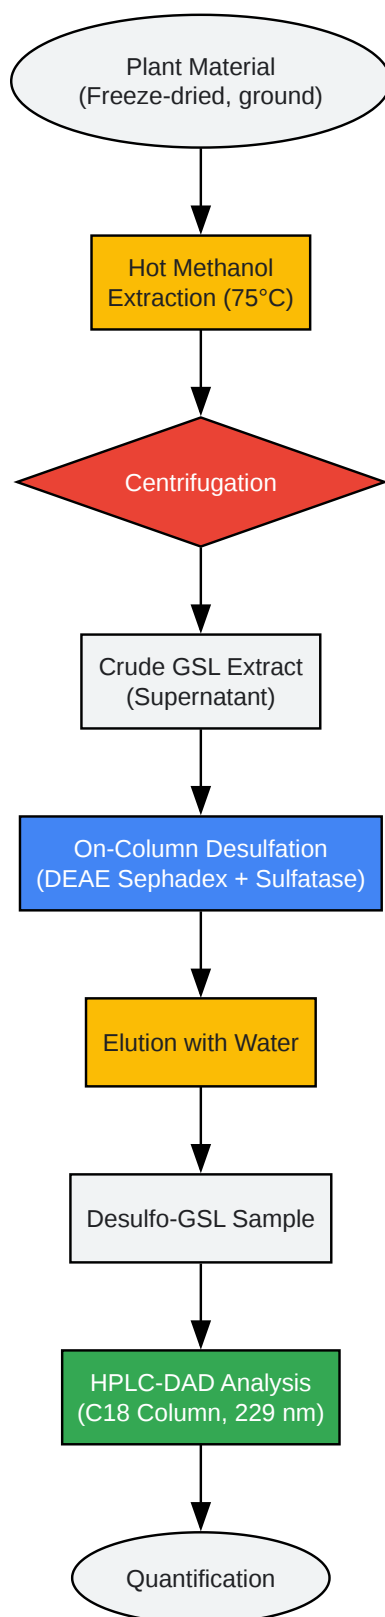 Plant Material
(Freeze-dried, ground)
Hot Methanol
Extraction (75°C)
Centrifugation
Crude GSL Extract
(Supernatant)
On-Column Desulfation
(DEAE Sephadex + Sulfatase)
Elution with Water
Desulfo-GSL Sample
HPLC-DAD Analysis
(C18 Column, 229 nm)
Quantification